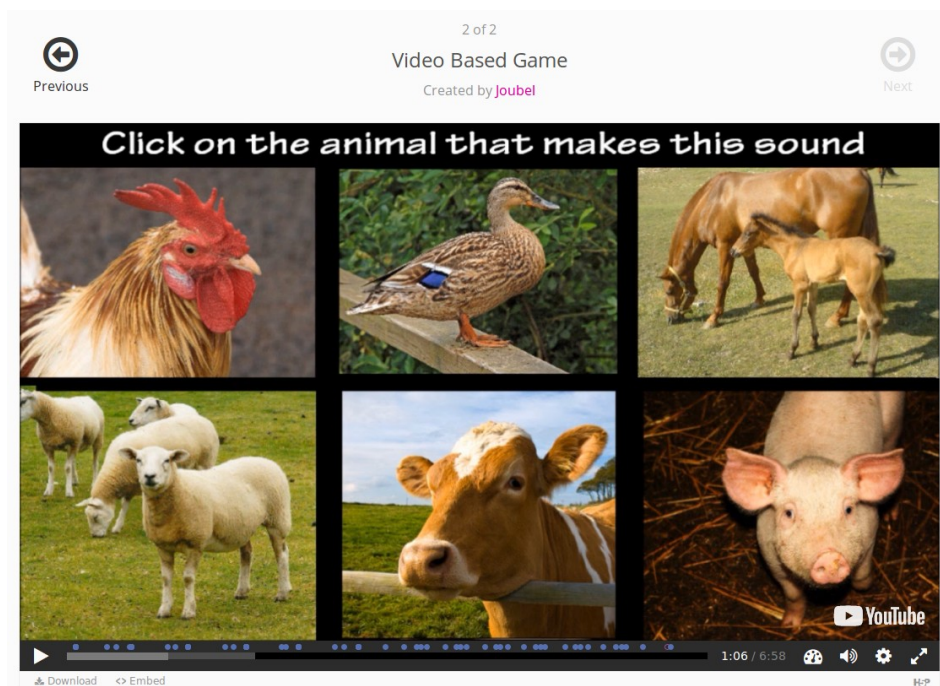 2 of 2
Previous
Video Based Game
Next
Created by Joubel
Click on the animal that makes this sound
YouTube
1:06 / 6:58
Download
<> Embed
H-P